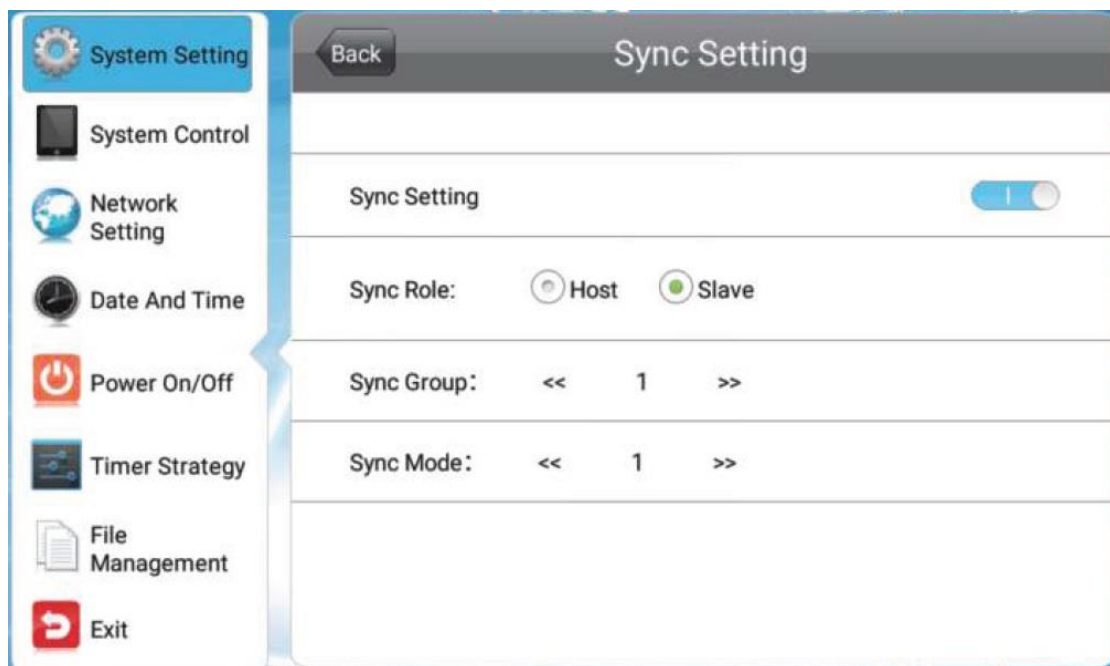 System Setting
System Control
Network
Setting
Date And Time
Power On/Off
Timer Strategy
File
Management
Exit
Back
Sync Setting
Sync Setting
Sync Role: Host Slave
Sync Group: << 1 >>
Sync Mode: << 1 >>